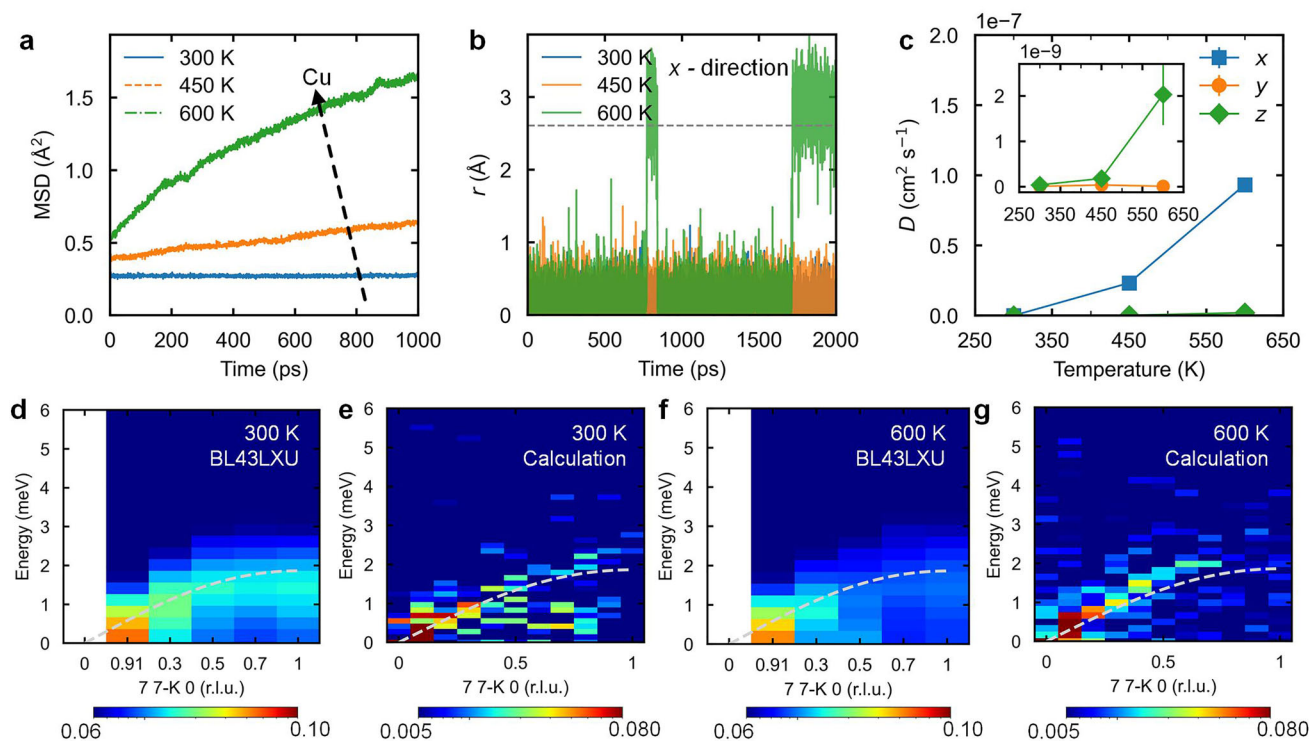 a
300 K
450 K
600 K
Cu
MSD (Å²)
1.5
1.0
0.5
0.0
0 200 400 600 800 1000
Time (ps)
b
300 K
450 K
600 K
x - direction
r (Å)
3
2
1
0
0 500 1000 1500 2000
Time (ps)
c
1e−7
2.0
1.5
1.0
0.5
0.0
D (cm² s⁻¹)
1e−9
2
1
0
250 450 650
x
y
z
250 350 450 550 650
Temperature (K)
d
300 K
BL43LXU
Energy (meV)
6
5
4
3
2
1
0
0 0.91 0.3 0.5 0.7 1
7 7-K 0 (r.l.u.)
0.06 0.10
e
300 K
Calculation
Energy (meV)
6
5
4
3
2
1
0
0 0.5 1
7 7-K 0 (r.l.u.)
0.005 0.080
f
600 K
BL43LXU
Energy (meV)
6
5
4
3
2
1
0
0 0.91 0.3 0.5 0.7 1
7 7-K 0 (r.l.u.)
0.06 0.10
g
600 K
Calculation
Energy (meV)
6
5
4
3
2
1
0
0 0.5 1
7 7-K 0 (r.l.u.)
0.005 0.080